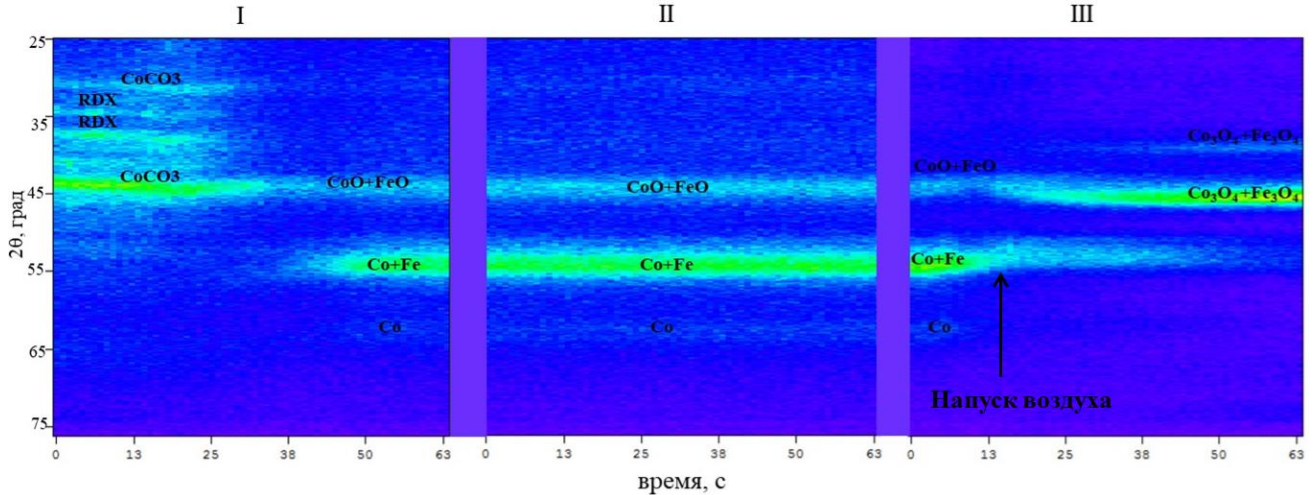 I II III
25
35
45
55
65
75
2θ, град
CoCO3
RDX
RDX
CoCO3
CoO+FeO
Co+Fe
Co
CoO+FeO
Co+Fe
Co
CoO+FeO
Co+Fe
Co
Co₃O₄+Fe₃O₄
Co₃O₄+Fe₃O₄
Напуск воздуха
0 13 25 38 50 63 0 13 25 38 50 63 0 13 25 38 50 63
время, с